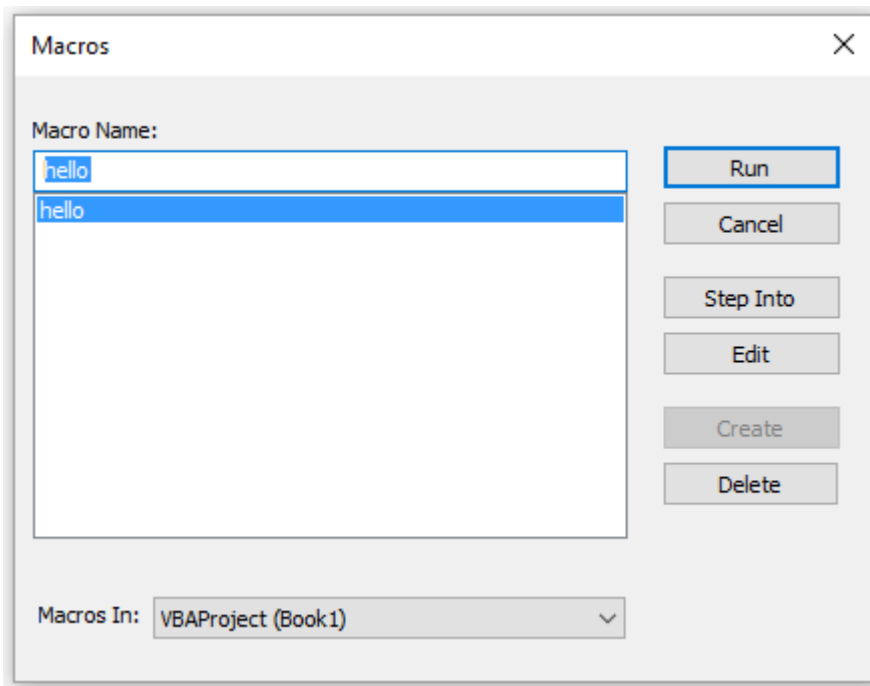 Macros
Macro Name:
hello
hello
Run
Cancel
Step Into
Edit
Create
Delete
Macros In:
VBAProject (Book1)